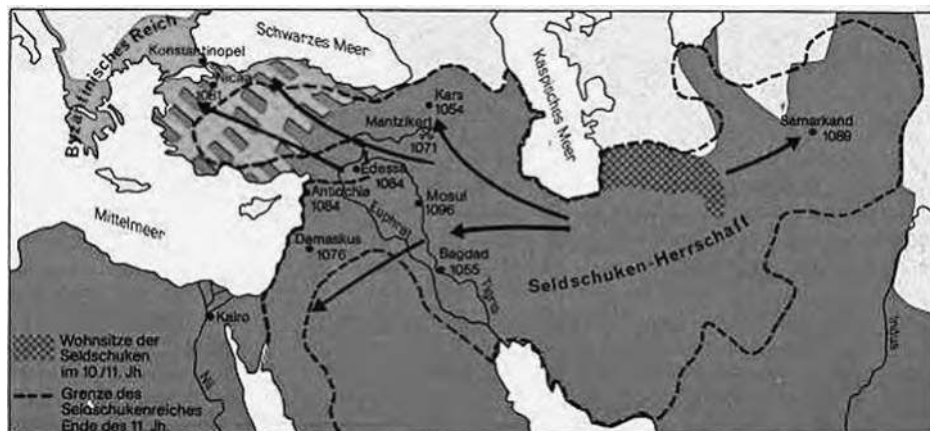 Byzantinisches Reich
Konstantinopel
Schwarzes Meer
Nicäa
1081
Kars
1054
Mantzikert
1071
Kaspisches Meer
Samarkand
1089
Edessa
1084
Antiochia
1084
Mosul
1096
Euphrat
Mittelmeer
Damaskus
1076
Bagdad
1055
Tigris
Seldschuken-Herrschaft
Indus
Kairo
Nil
Wohnsitze der
Seldschuken
im 10./11. Jh.
Grenze des
Seldschukenreiches
Ende des 11. Jh.